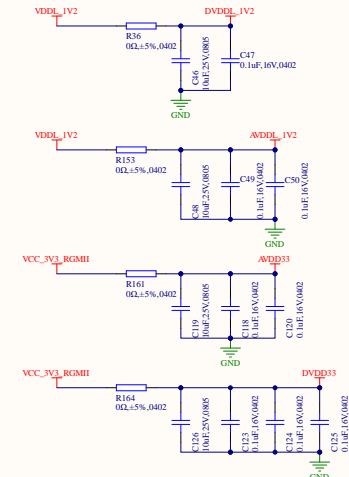 VDDL_1V2
DVDDL_1V2
R36
0Ω,±5%,0402
C46
10uF,25V,0805
C47
0.1uF,16V,0402
GND
VDDL_1V2
AVDDL_1V2
R153
0Ω,±5%,0402
C48
10uF,25V,0805
C49
0.1uF,16V,0402
C50
0.1uF,16V,0402
GND
VCC_3V3_RGMII
AVDD33
R161
0Ω,±5%,0402
C119
10uF,25V,0805
C118
0.1uF,16V,0402
C120
0.1uF,16V,0402
GND
VCC_3V3_RGMII
DVDD33
R164
0Ω,±5%,0402
C126
10uF,25V,0805
C123
0.1uF,16V,0402
C124
0.1uF,16V,0402
C125
0.1uF,16V,0402
GND